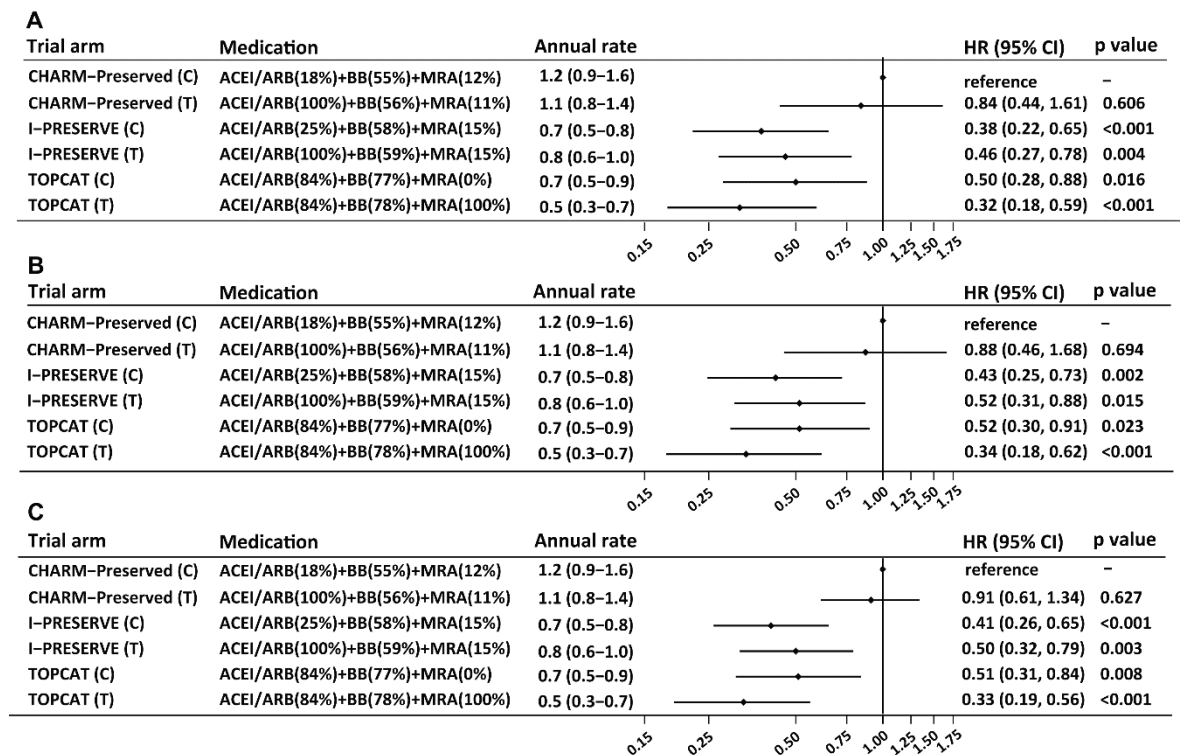 A
Trial arm Medication Annual rate HR (95% CI) p value
CHARM−Preserved (C) ACEI/ARB(18%)+BB(55%)+MRA(12%) 1.2 (0.9−1.6) reference −
CHARM−Preserved (T) ACEI/ARB(100%)+BB(56%)+MRA(11%) 1.1 (0.8−1.4) 0.84 (0.44, 1.61) 0.606
I−PRESERVE (C) ACEI/ARB(25%)+BB(58%)+MRA(15%) 0.7 (0.5−0.8) 0.38 (0.22, 0.65) <0.001
I−PRESERVE (T) ACEI/ARB(100%)+BB(59%)+MRA(15%) 0.8 (0.6−1.0) 0.46 (0.27, 0.78) 0.004
TOPCAT (C) ACEI/ARB(84%)+BB(77%)+MRA(0%) 0.7 (0.5−0.9) 0.50 (0.28, 0.88) 0.016
TOPCAT (T) ACEI/ARB(84%)+BB(78%)+MRA(100%) 0.5 (0.3−0.7) 0.32 (0.18, 0.59) <0.001
0.15 0.25 0.50 0.75 1.00 1.25 1.50 1.75
B
Trial arm Medication Annual rate HR (95% CI) p value
CHARM−Preserved (C) ACEI/ARB(18%)+BB(55%)+MRA(12%) 1.2 (0.9−1.6) reference −
CHARM−Preserved (T) ACEI/ARB(100%)+BB(56%)+MRA(11%) 1.1 (0.8−1.4) 0.88 (0.46, 1.68) 0.694
I−PRESERVE (C) ACEI/ARB(25%)+BB(58%)+MRA(15%) 0.7 (0.5−0.8) 0.43 (0.25, 0.73) 0.002
I−PRESERVE (T) ACEI/ARB(100%)+BB(59%)+MRA(15%) 0.8 (0.6−1.0) 0.52 (0.31, 0.88) 0.015
TOPCAT (C) ACEI/ARB(84%)+BB(77%)+MRA(0%) 0.7 (0.5−0.9) 0.52 (0.30, 0.91) 0.023
TOPCAT (T) ACEI/ARB(84%)+BB(78%)+MRA(100%) 0.5 (0.3−0.7) 0.34 (0.18, 0.62) <0.001
0.15 0.25 0.50 0.75 1.00 1.25 1.50 1.75
C
Trial arm Medication Annual rate HR (95% CI) p value
CHARM−Preserved (C) ACEI/ARB(18%)+BB(55%)+MRA(12%) 1.2 (0.9−1.6) reference −
CHARM−Preserved (T) ACEI/ARB(100%)+BB(56%)+MRA(11%) 1.1 (0.8−1.4) 0.91 (0.61, 1.34) 0.627
I−PRESERVE (C) ACEI/ARB(25%)+BB(58%)+MRA(15%) 0.7 (0.5−0.8) 0.41 (0.26, 0.65) <0.001
I−PRESERVE (T) ACEI/ARB(100%)+BB(59%)+MRA(15%) 0.8 (0.6−1.0) 0.50 (0.32, 0.79) 0.003
TOPCAT (C) ACEI/ARB(84%)+BB(77%)+MRA(0%) 0.7 (0.5−0.9) 0.51 (0.31, 0.84) 0.008
TOPCAT (T) ACEI/ARB(84%)+BB(78%)+MRA(100%) 0.5 (0.3−0.7) 0.33 (0.19, 0.56) <0.001
0.15 0.25 0.50 0.75 1.00 1.25 1.50 1.75